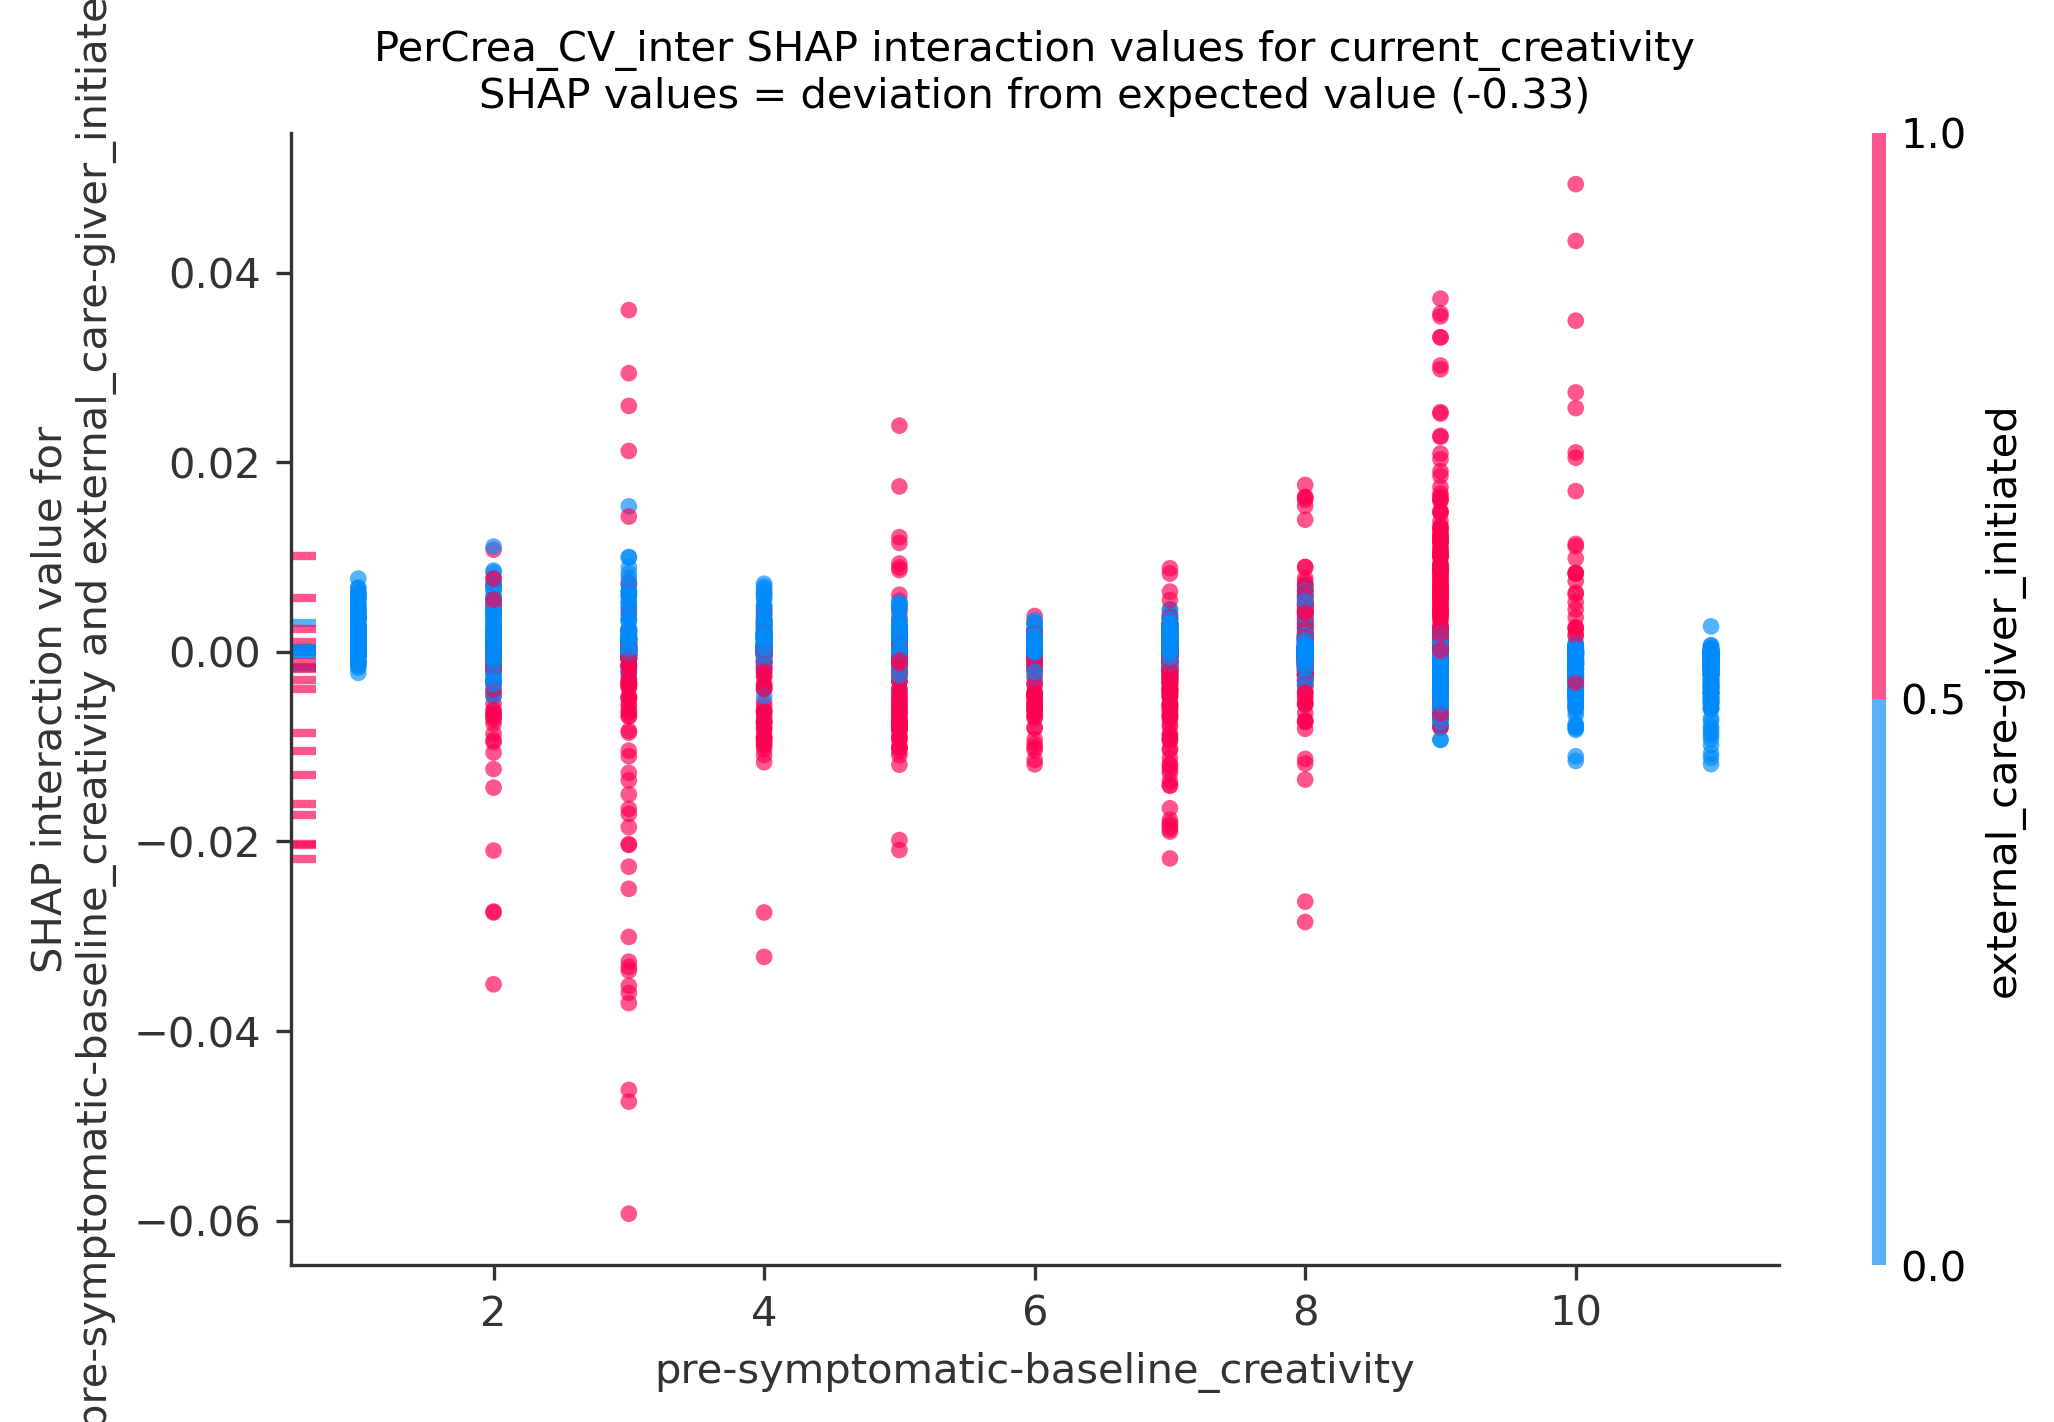 PerCrea_CV_inter SHAP interaction values for current_creativity
SHAP values = deviation from expected value (-0.33)
SHAP interaction value for
pre-symptomatic-baseline_creativity and external_care-giver_initiate
0.04
0.02
0.00
−0.02
−0.04
−0.06
2
4
6
8
10
pre-symptomatic-baseline_creativity
1.0
0.5
0.0
external_care-giver_initiated